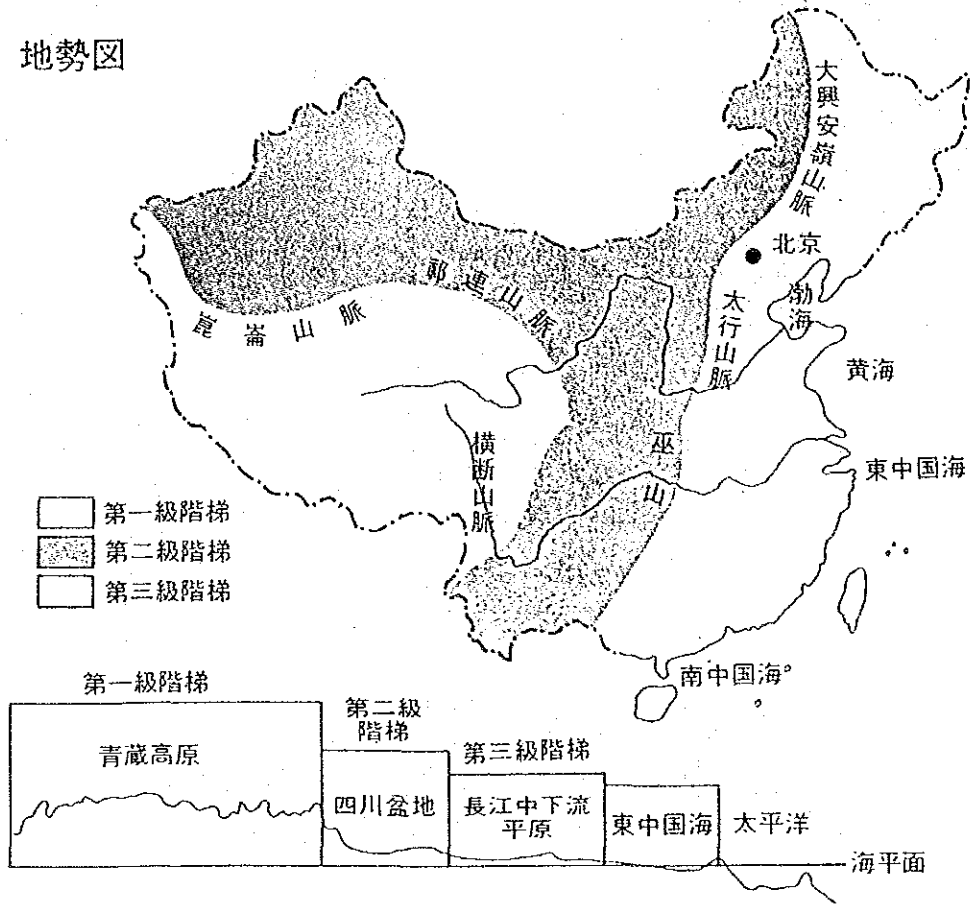 地勢図
大興安嶺山脈
北京
渤海
祁連山脈
崑崙山脈
太行山脈
黄海
巫山
横断山脈
東中国海
第一級階梯
第二級階梯
第三級階梯
南中国海
第一級階梯
第二級
階梯
第三級階梯
青蔵高原
四川盆地
長江中下流
平原
東中国海
太平洋
海平面